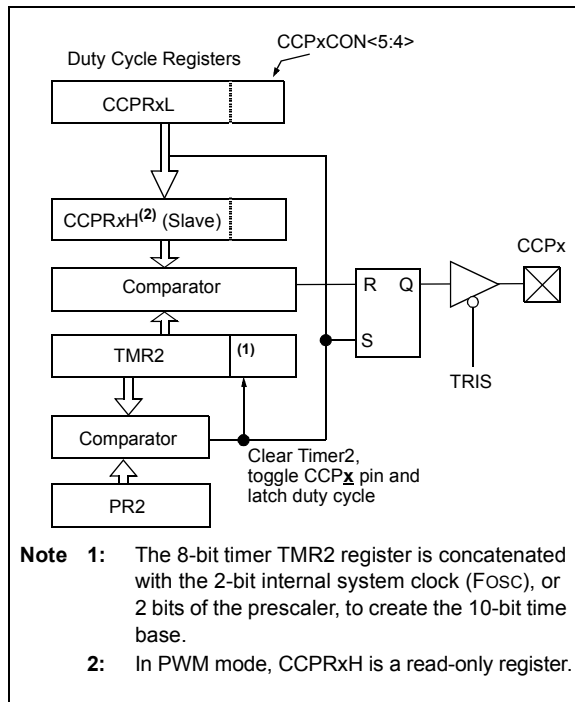 CCPxCON<5:4>
Duty Cycle Registers
CCPRxL
CCPRxH(2) (Slave)
CCPx
Comparator
R Q
TMR2 (1)
S
TRIS
Comparator
Clear Timer2,
toggle CCPx pin and
latch duty cycle
PR2
Note 1: The 8-bit timer TMR2 register is concatenated
with the 2-bit internal system clock (FOSC), or
2 bits of the prescaler, to create the 10-bit time
base.
2: In PWM mode, CCPRxH is a read-only register.